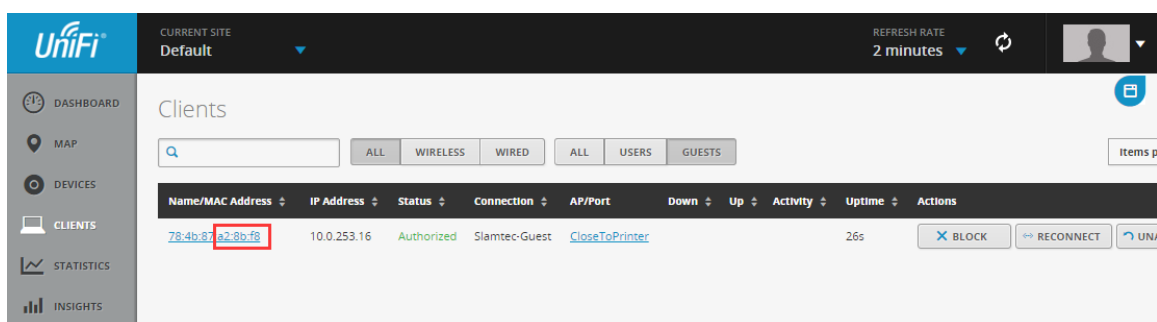 UniFi
CURRENT SITE
Default
REFRESH RATE
2 minutes
DASHBOARD
MAP
DEVICES
CLIENTS
STATISTICS
INSIGHTS
Clients
ALL WIRELESS WIRED ALL USERS GUESTS Items p
Name/MAC Address IP Address Status Connection AP/Port Down Up Activity Uptime Actions
78:4b:87:a2:8b:f8 10.0.253.16 Authorized Slamtec-Guest CloseToPrinter 26s BLOCK RECONNECT UNA